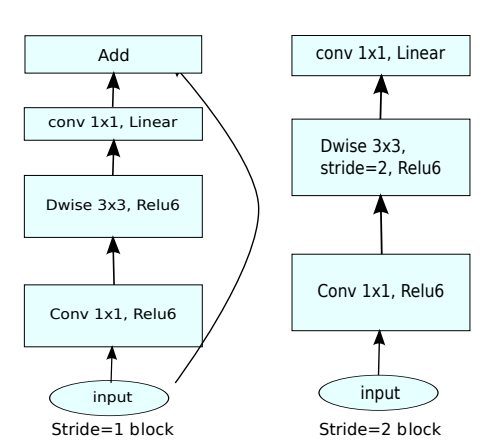 Add
conv 1x1, Linear
Dwise 3x3, Relu6
Conv 1x1, Relu6
input
Stride=1 block
conv 1x1, Linear
Dwise 3x3,
stride=2, Relu6
Conv 1x1, Relu6
input
Stride=2 block